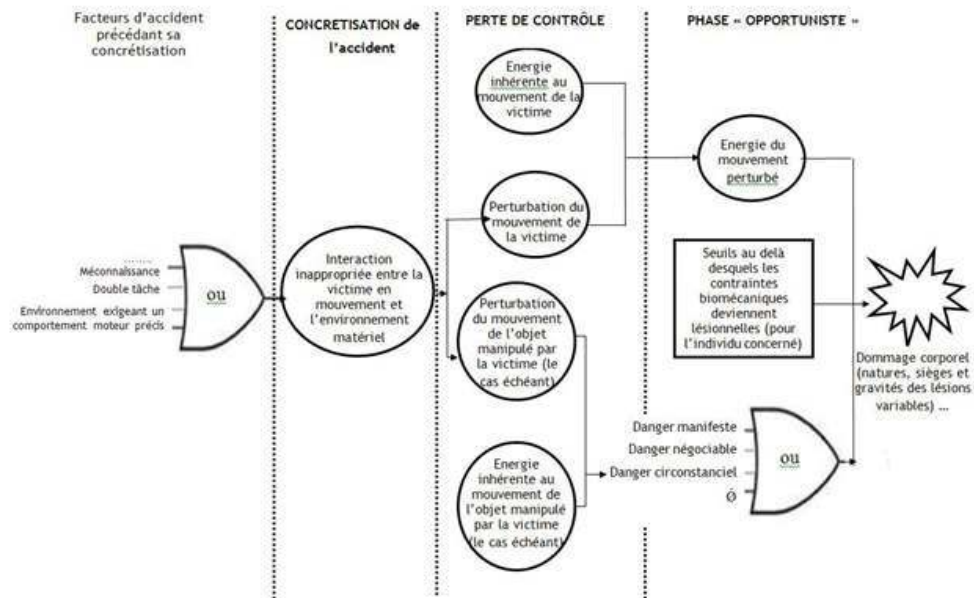 Facteurs d'accident
précédant sa
concrétisation
CONCRETISATION de
l'accident
PERTE DE CONTRÔLE
PHASE « OPPORTUNISTE »
.......
Méconnaissance
Double tâche
Environnement exigeant un
comportement moteur précis
ou
Interaction
inappropriée entre la
victime en
mouvement et
l'environnement
matériel
Energie
inhérente au
mouvement de la
victime
Perturbation du
mouvement de
la victime
Perturbation
du mouvement
de l'objet
manipulé par
la victime (le
cas échéant)
Energie
inhérente au
mouvement de
l'objet manipulé
par la victime
(le cas échéant)
Energie du
mouvement
perturbé
Seuils au delà
desquels les
contraintes
biomécaniques
deviennent
lésionnelles (pour
l'individu concerné)
Danger manifeste
Danger négociable
Danger circonstanciel
Ø
ou
Dommage corporel
(natures, sièges et
gravités des lésions
variables) ...